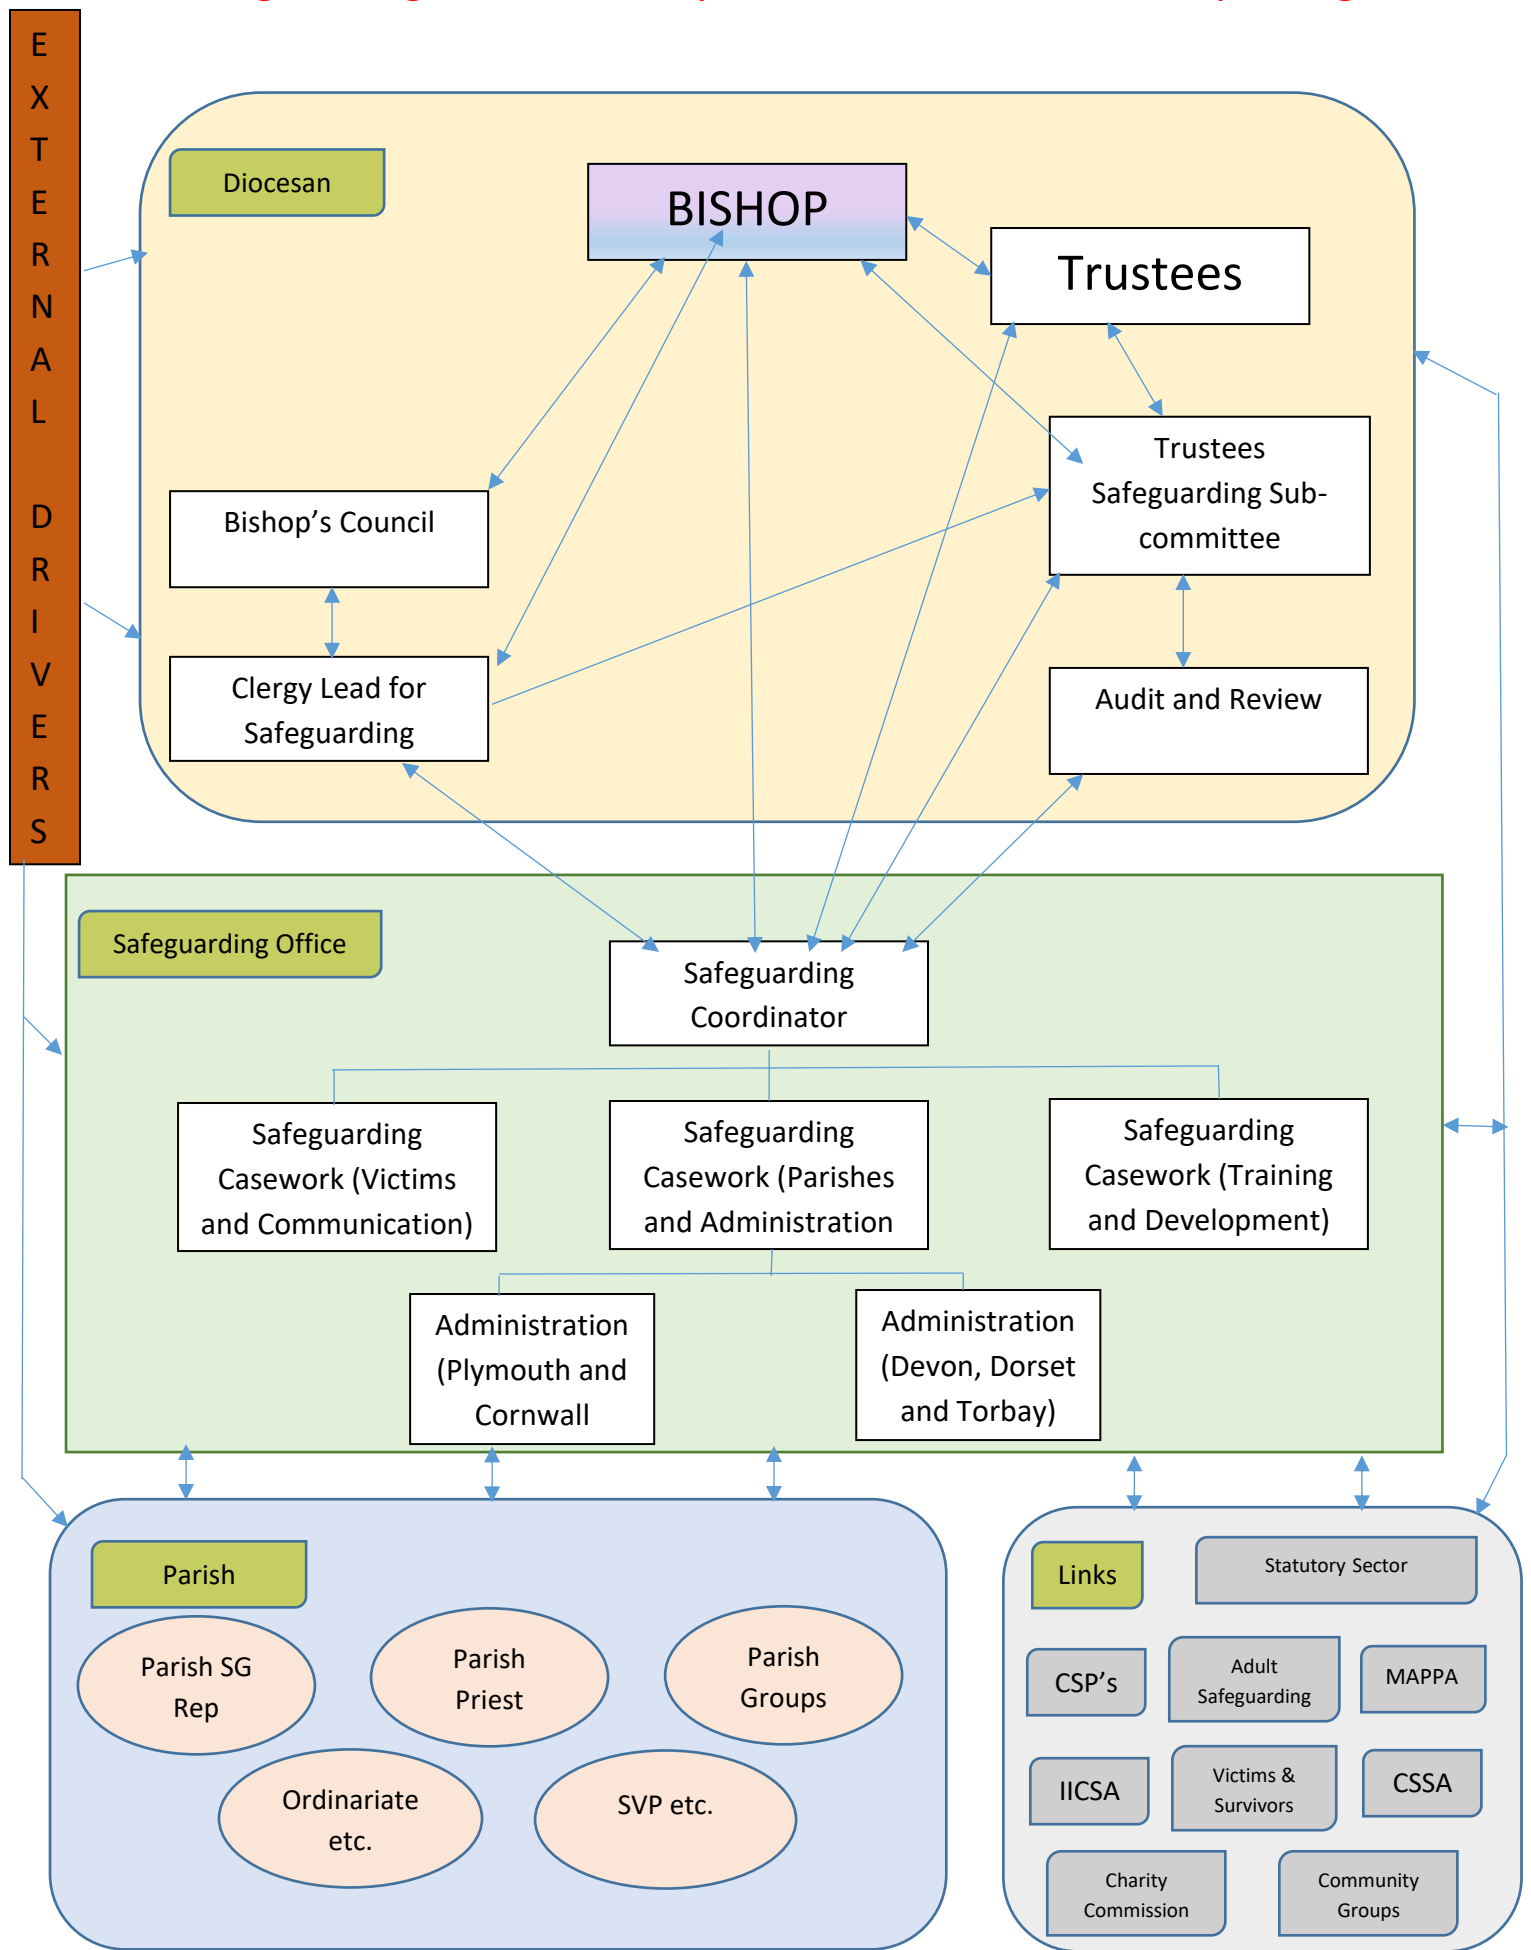 EXTERNAL DRIVERS
Diocesan
BISHOP
Trustees
Trustees
Safeguarding Sub-
committee
Bishop’s Council
Clergy Lead for
Safeguarding
Audit and Review
Safeguarding Office
Safeguarding
Coordinator
Safeguarding
Casework (Victims
and Communication)
Safeguarding
Casework (Parishes
and Administration
Safeguarding
Casework (Training
and Development)
Administration
(Plymouth and
Cornwall
Administration
(Devon, Dorset
and Torbay)
Parish
Parish SG
Rep
Parish
Priest
Parish
Groups
Ordinariate
etc.
SVP etc.
Links
Statutory Sector
CSP’s
Adult
Safeguarding
MAPPA
IICSA
Victims &
Survivors
CSSA
Charity
Commission
Community
Groups